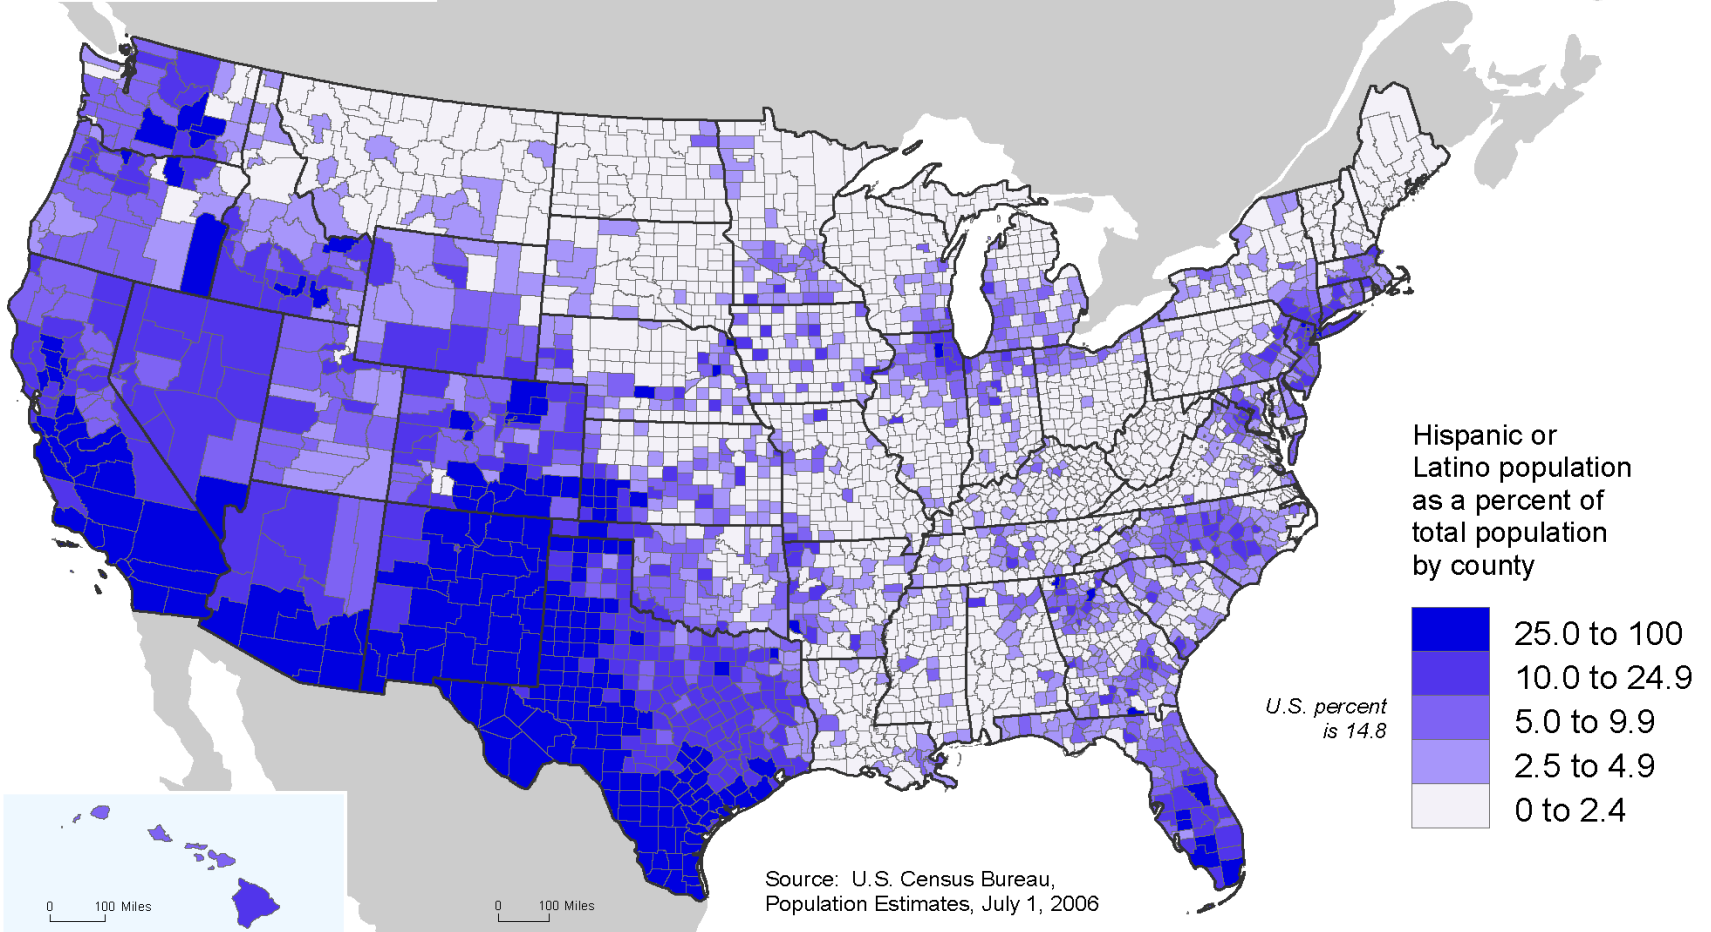 Hispanic or
Latino population
as a percent of
total population
by county
25.0 to 100
10.0 to 24.9
5.0 to 9.9
2.5 to 4.9
0 to 2.4
U.S. percent
is 14.8
0 100 Miles
0 100 Miles
Source: U.S. Census Bureau,
Population Estimates, July 1, 2006